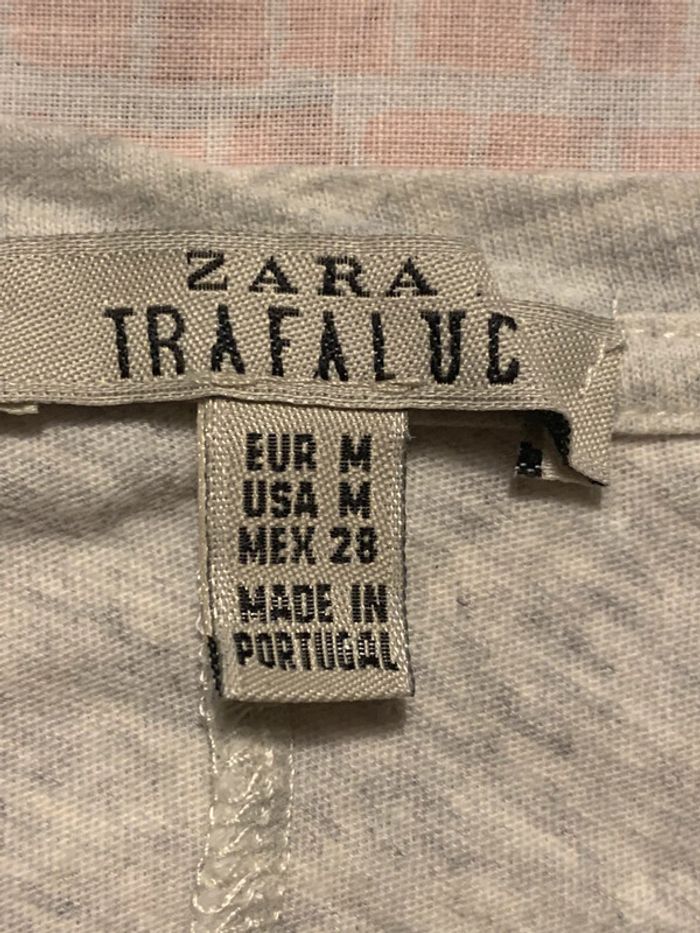 ZARA
TRAFALUC
EUR M
USA M
MEX 28
MADE IN
PORTUGAL